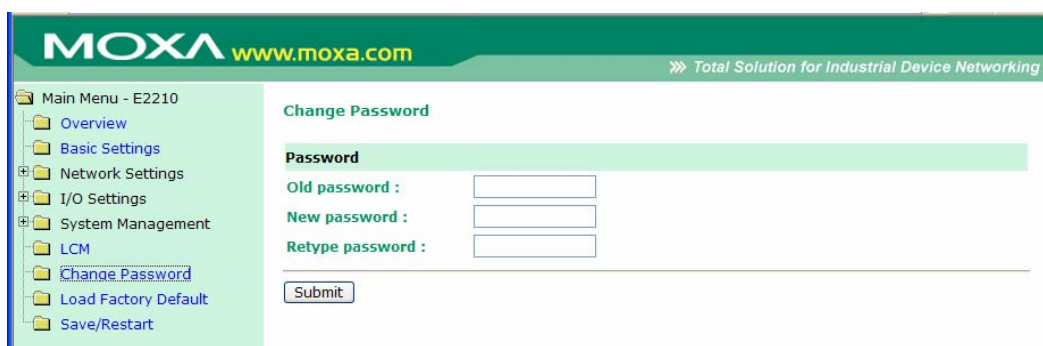 MOXA www.moxa.com
Total Solution for Industrial Device Networking
Main Menu - E2210
Overview
Basic Settings
Network Settings
I/O Settings
System Management
LCM
Change Password
Load Factory Default
Save/Restart
Change Password
Password
Old password :
New password :
Retype password :
Submit